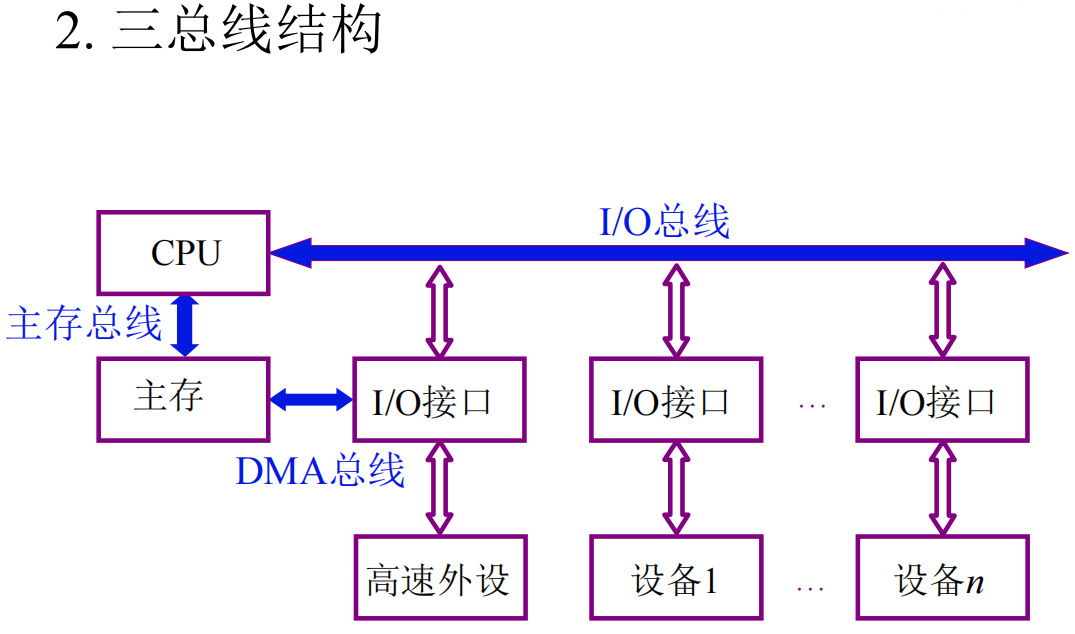 2. 三总线结构
I/O总线
CPU
主存总线
主存
I/O接口
I/O接口
...
I/O接口
DMA总线
高速外设
设备1
...
设备n